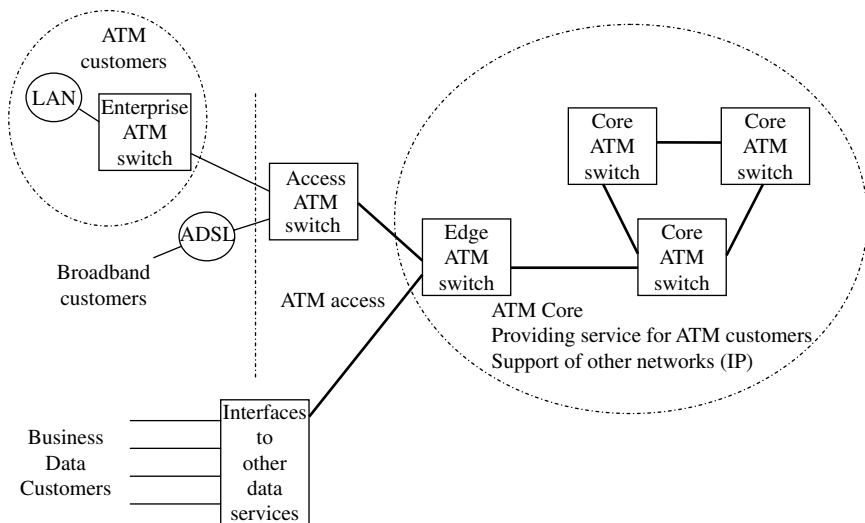 ATM
customers
LAN
Enterprise
ATM
switch
Access
ATM
switch
ADSL
Broadband
customers
ATM access
Edge
ATM
switch
Core
ATM
switch
Core
ATM
switch
Core
ATM
switch
ATM Core
Providing service for ATM customers
Support of other networks (IP)
Business
Data
Customers
Interfaces
to
other
data
services